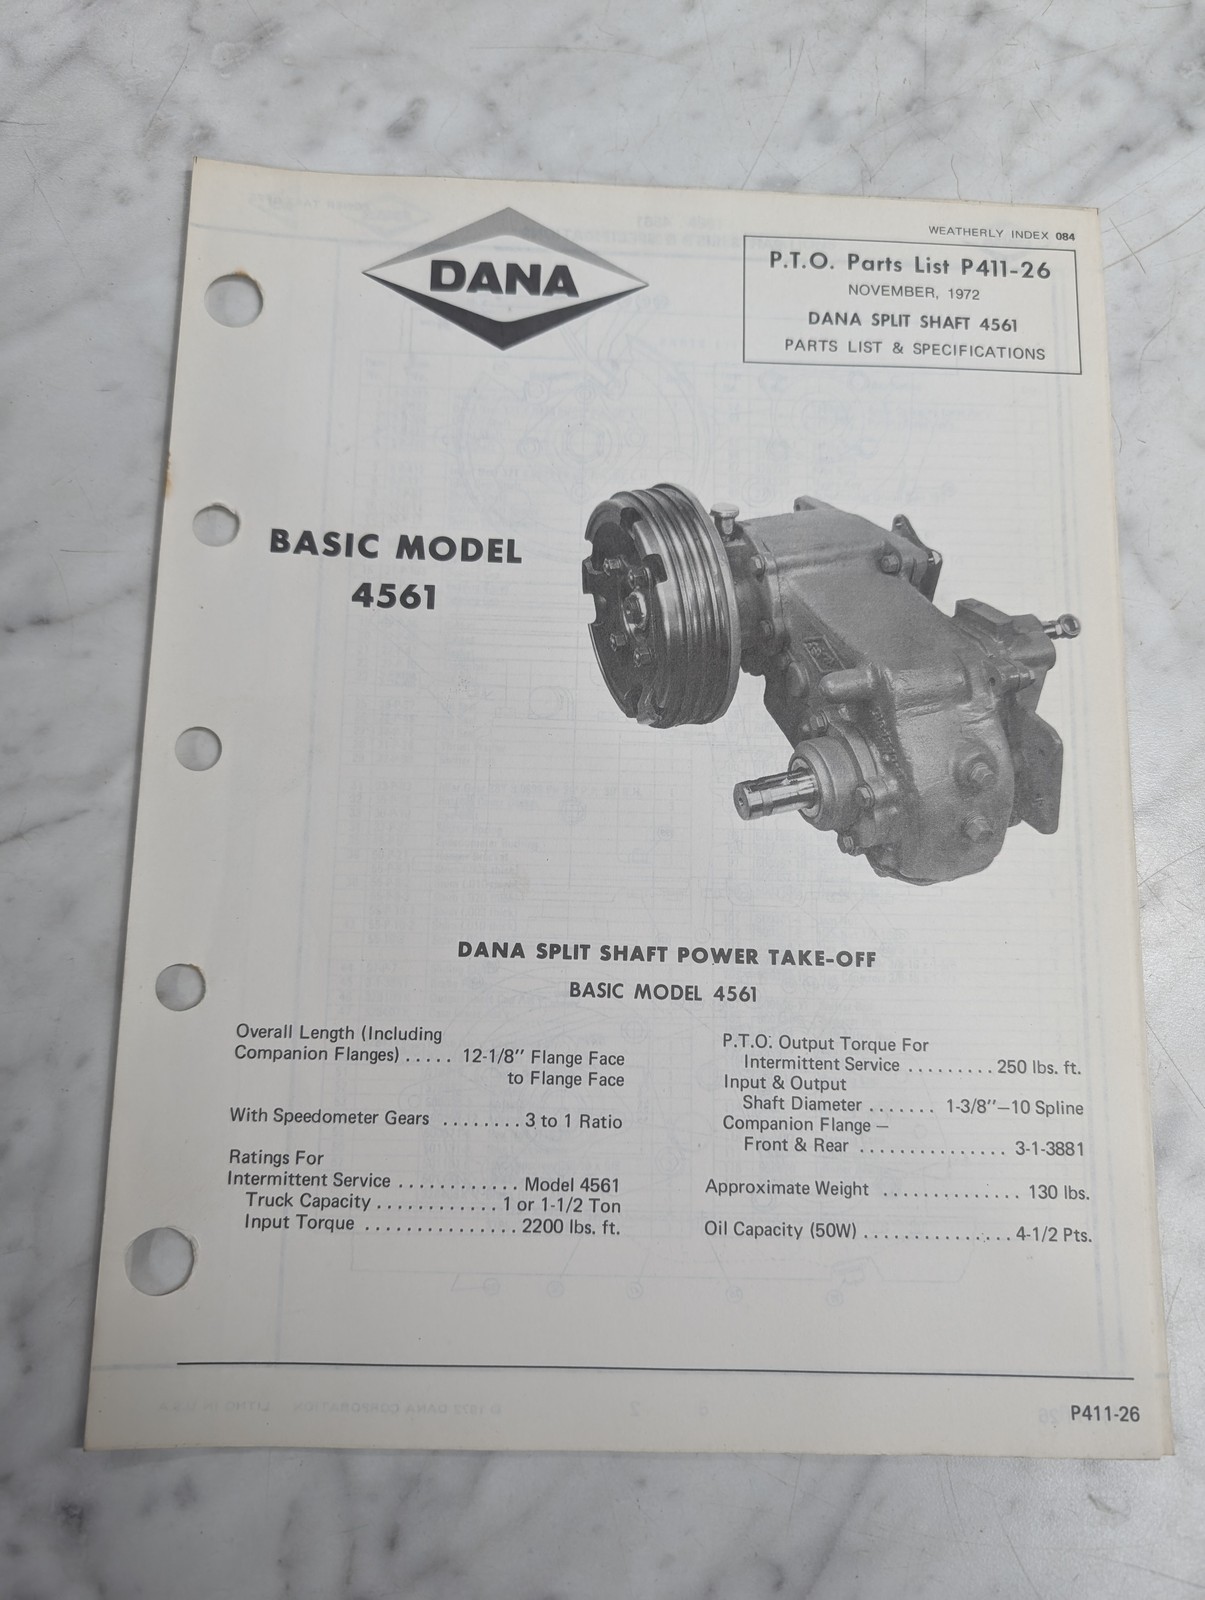 WEATHERLY INDEX 084
DANA
P.T.O. Parts List P411-26
NOVEMBER, 1972
DANA SPLIT SHAFT 4561
PARTS LIST & SPECIFICATIONS
BASIC MODEL
4561
DANA SPLIT SHAFT POWER TAKE-OFF
BASIC MODEL 4561
Overall Length (Including
Companion Flanges) ..... 12-1/8" Flange Face
to Flange Face
With Speedometer Gears ........ 3 to 1 Ratio
Ratings For
Intermittent Service ............ Model 4561
Truck Capacity ............ 1 or 1-1/2 Ton
Input Torque ............... 2200 lbs. ft.
P.T.O. Output Torque For
Intermittent Service ......... 250 lbs. ft.
Input & Output
Shaft Diameter ....... 1-3/8"—10 Spline
Companion Flange —
Front & Rear ............... 3-1-3881
Approximate Weight .............. 130 lbs.
Oil Capacity (50W) ............... 4-1/2 Pts.
P411-26